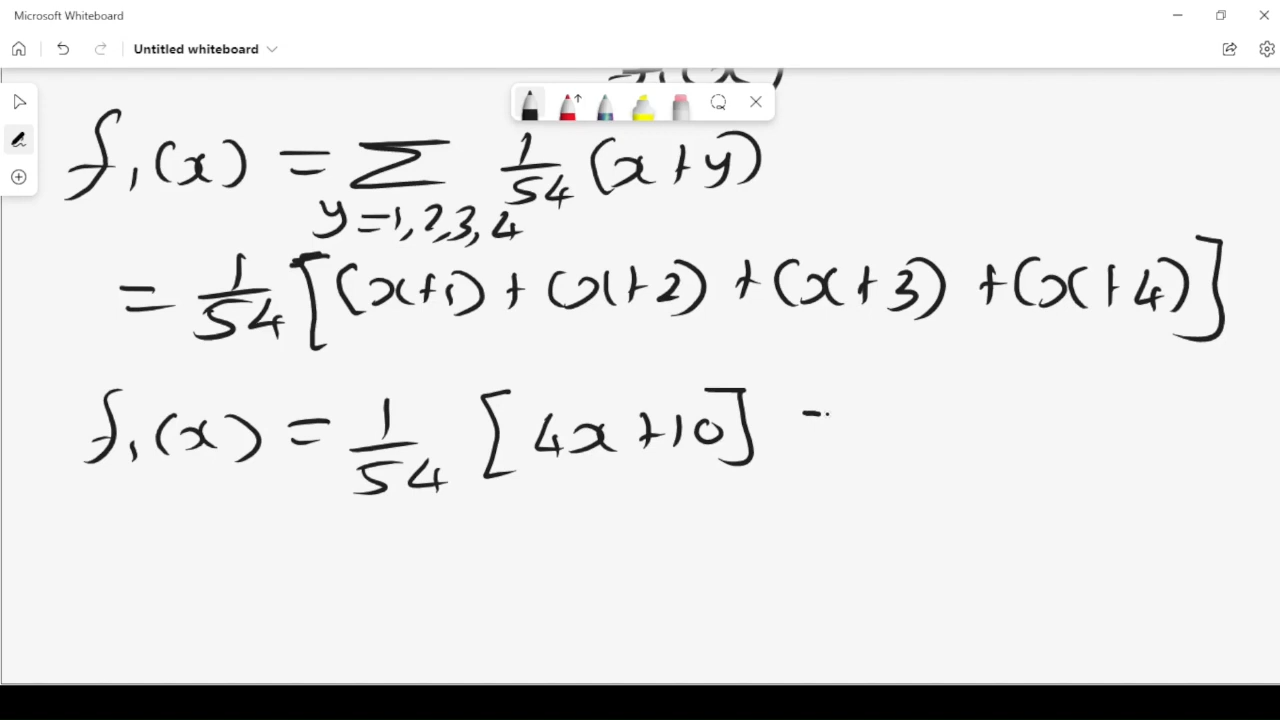 Microsoft Whiteboard
Untitled whiteboard
f₁(x)
f₁(x) = Σ 1/54 (x+y)
y=1,2,3,4
= 1/54 [(x+1) + (x+2) + (x+3) + (x+4)]
f₁(x) = 1/54 [4x+10] -